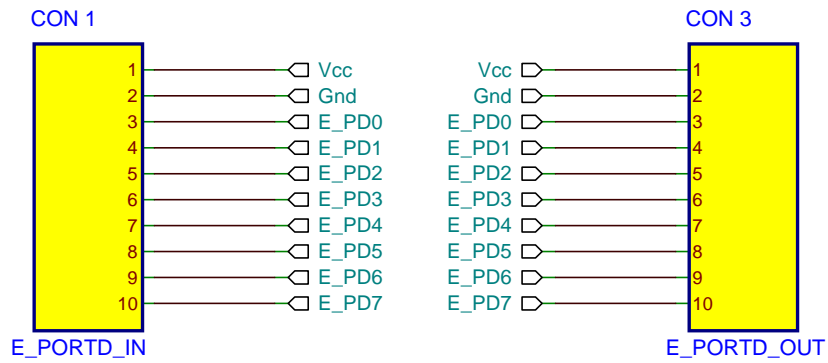 CON 1 CON 3
1 Vcc Vcc 1
2 Gnd Gnd 2
3 E_PD0 E_PD0 3
4 E_PD1 E_PD1 4
5 E_PD2 E_PD2 5
6 E_PD3 E_PD3 6
7 E_PD4 E_PD4 7
8 E_PD5 E_PD5 8
9 E_PD6 E_PD6 9
10 E_PD7 E_PD7 10
E_PORTD_IN E_PORTD_OUT